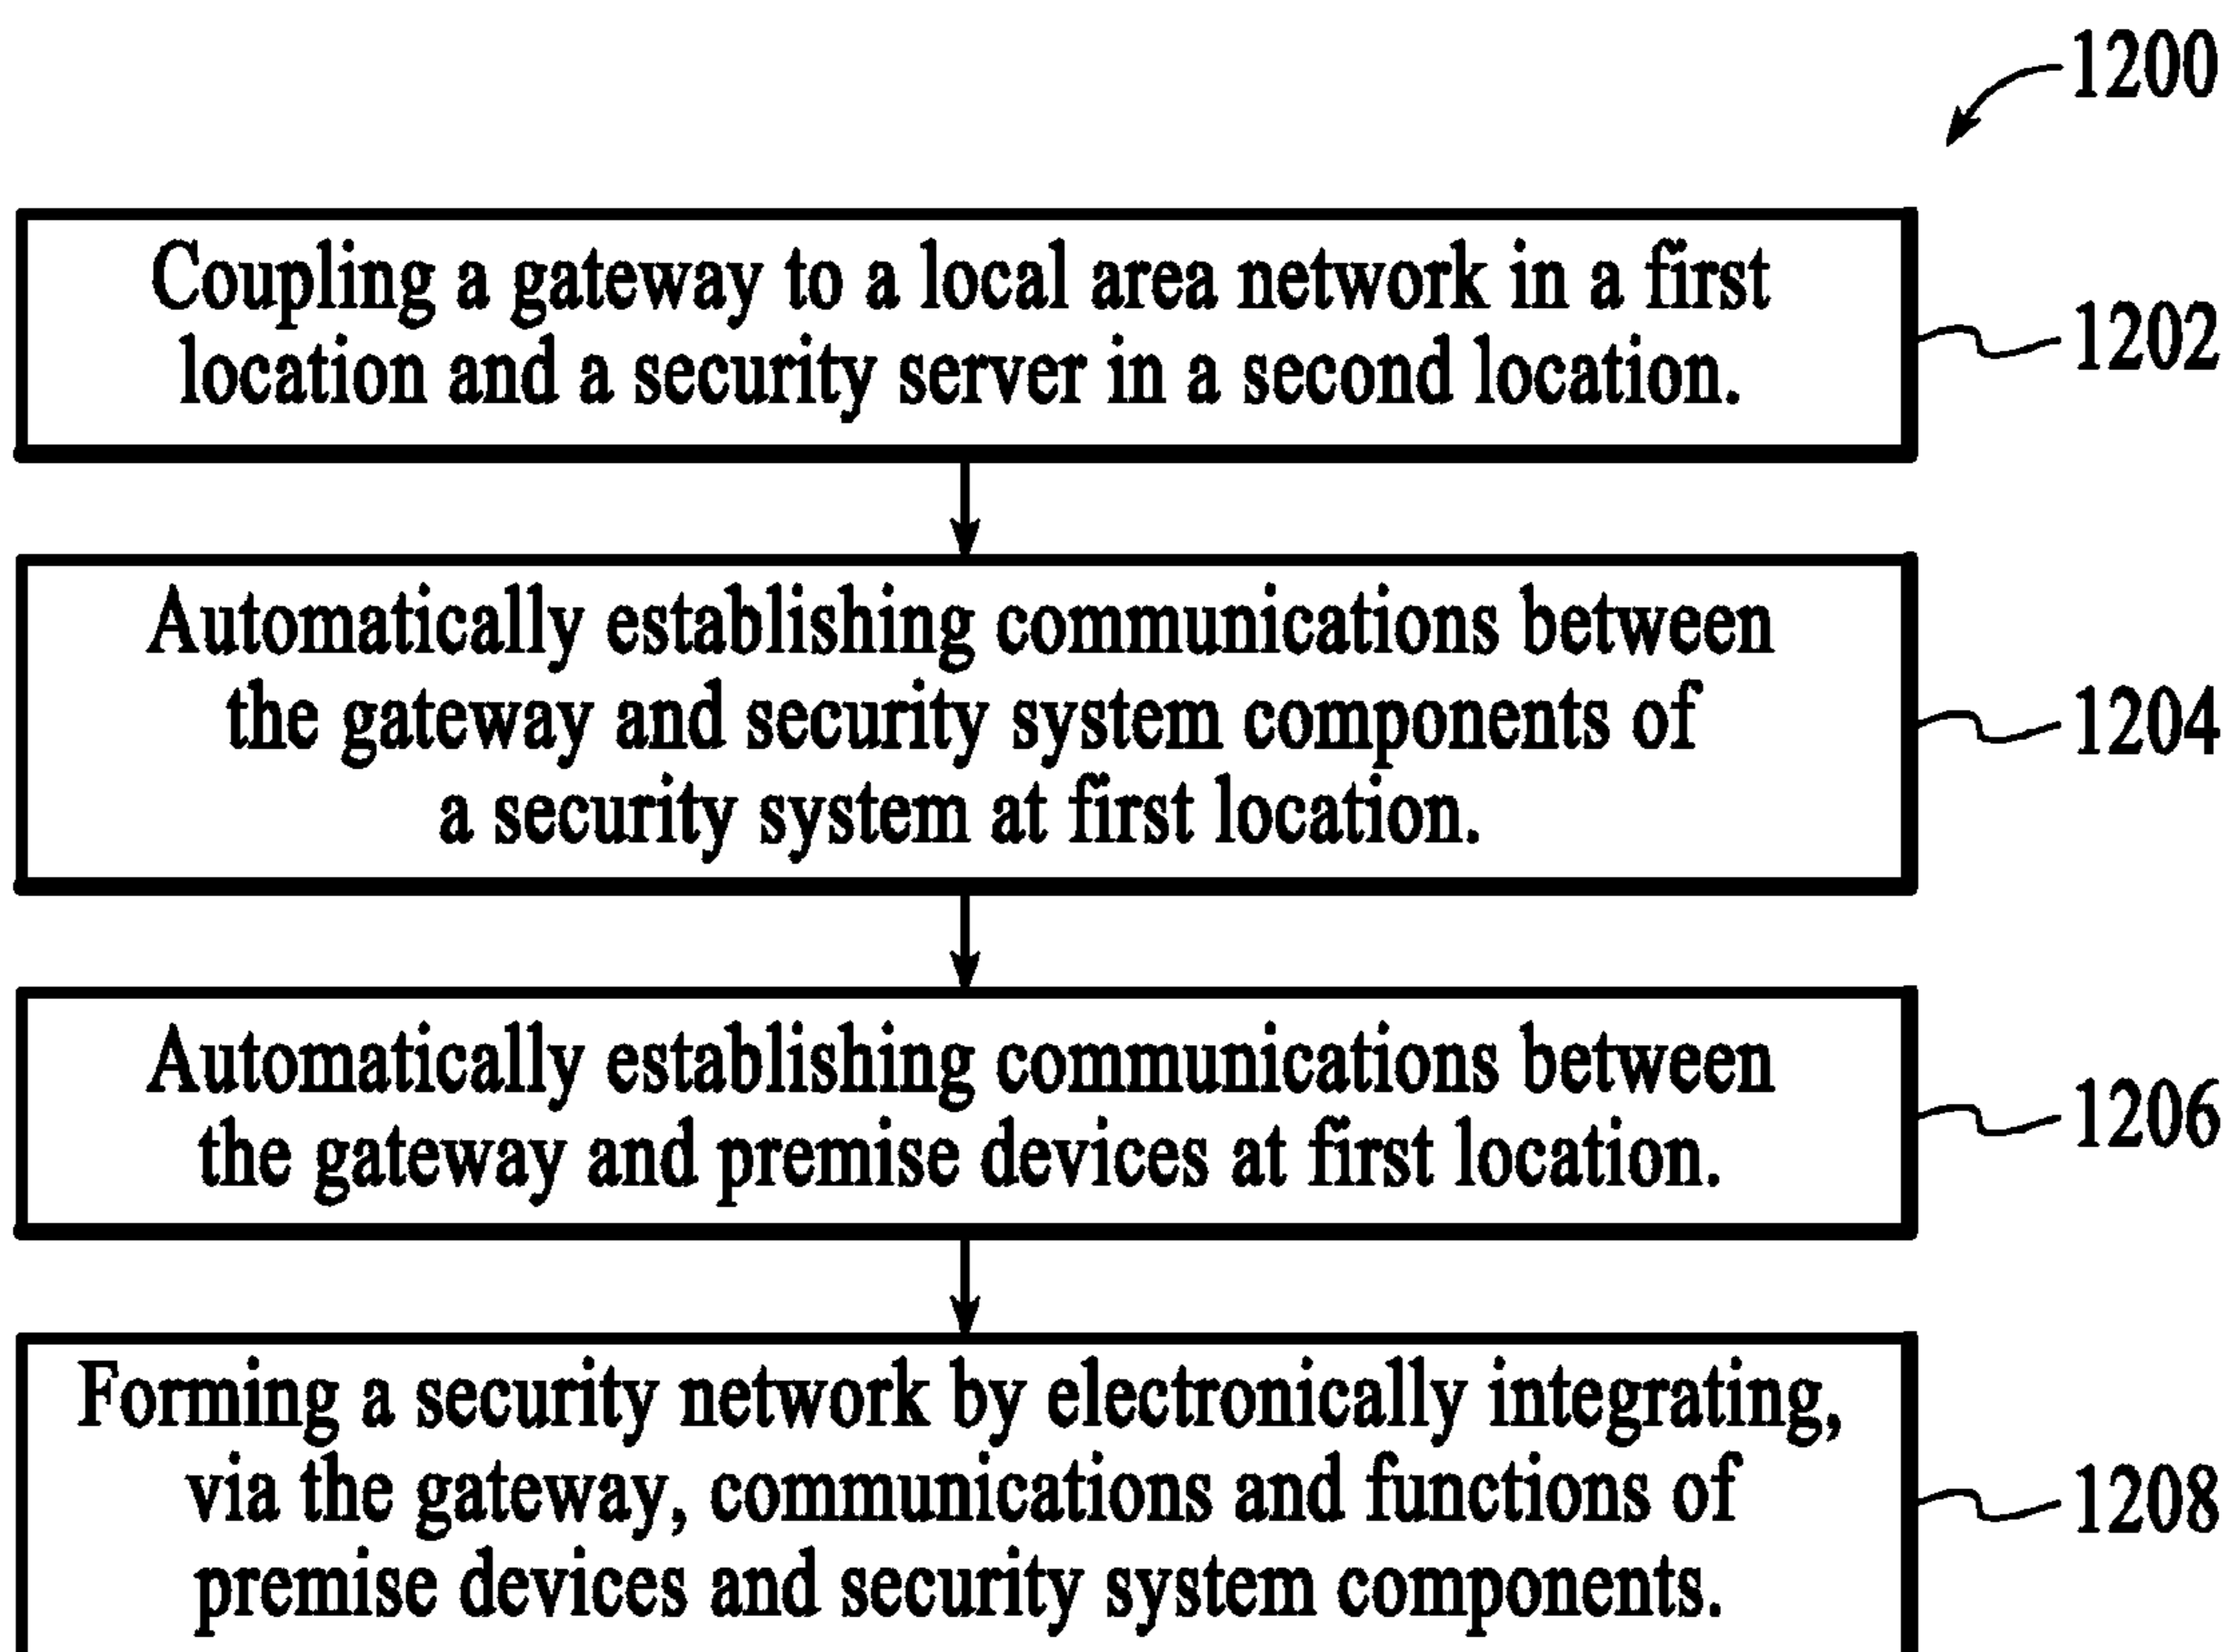 1200
Coupling a gateway to a local area network in a first
location and a security server in a second location.
1202
Automatically establishing communications between
the gateway and security system components of
a security system at first location.
1204
Automatically establishing communications between
the gateway and premise devices at first location.
1206
Forming a security network by electronically integrating,
via the gateway, communications and functions of
premise devices and security system components.
1208